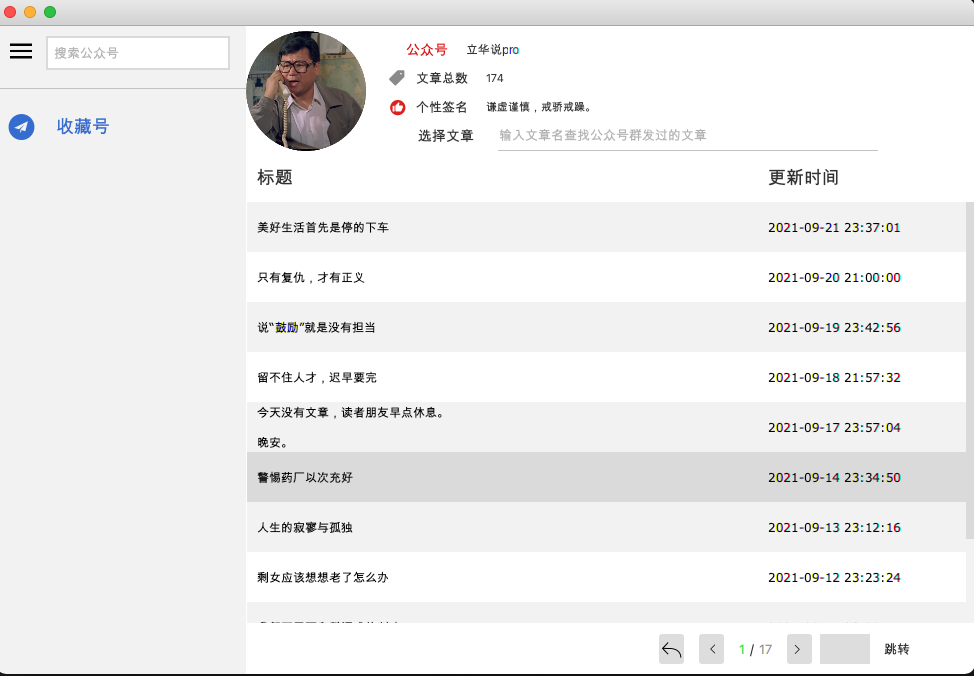 搜索公众号
收藏号
公众号 立华说pro
文章总数 174
个性签名 谦虚谨慎，戒骄戒躁。
选择文章 输入文章名查找公众号群发过的文章
标题 更新时间
美好生活首先是停的下车 2021-09-21 23:37:01
只有复仇，才有正义 2021-09-20 21:00:00
说“鼓励”就是没有担当 2021-09-19 23:42:56
留不住人才，迟早要完 2021-09-18 21:57:32
今天没有文章，读者朋友早点休息。
晚安。 2021-09-17 23:57:04
警惕药厂以次充好 2021-09-14 23:34:50
人生的寂寥与孤独 2021-09-13 23:12:16
剩女应该想想老了怎么办 2021-09-12 23:23:24
1 / 17 跳转